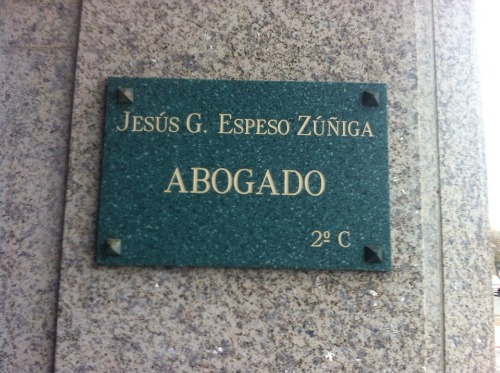 JESÚS G. ESPESO ZÚÑIGA
ABOGADO
2º C